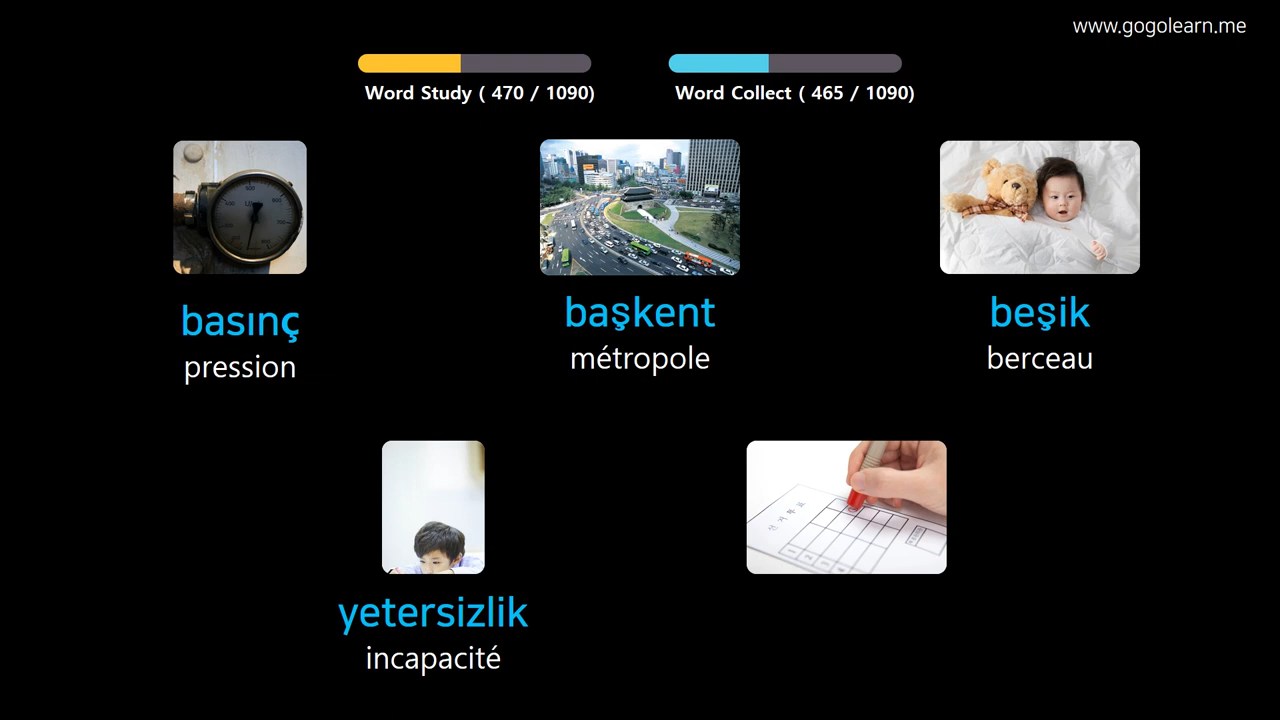 www.gogolearn.me
Word Study ( 470 / 1090)
Word Collect ( 465 / 1090)
basınç
pression
başkent
métropole
beşik
berceau
yetersizlik
incapacité